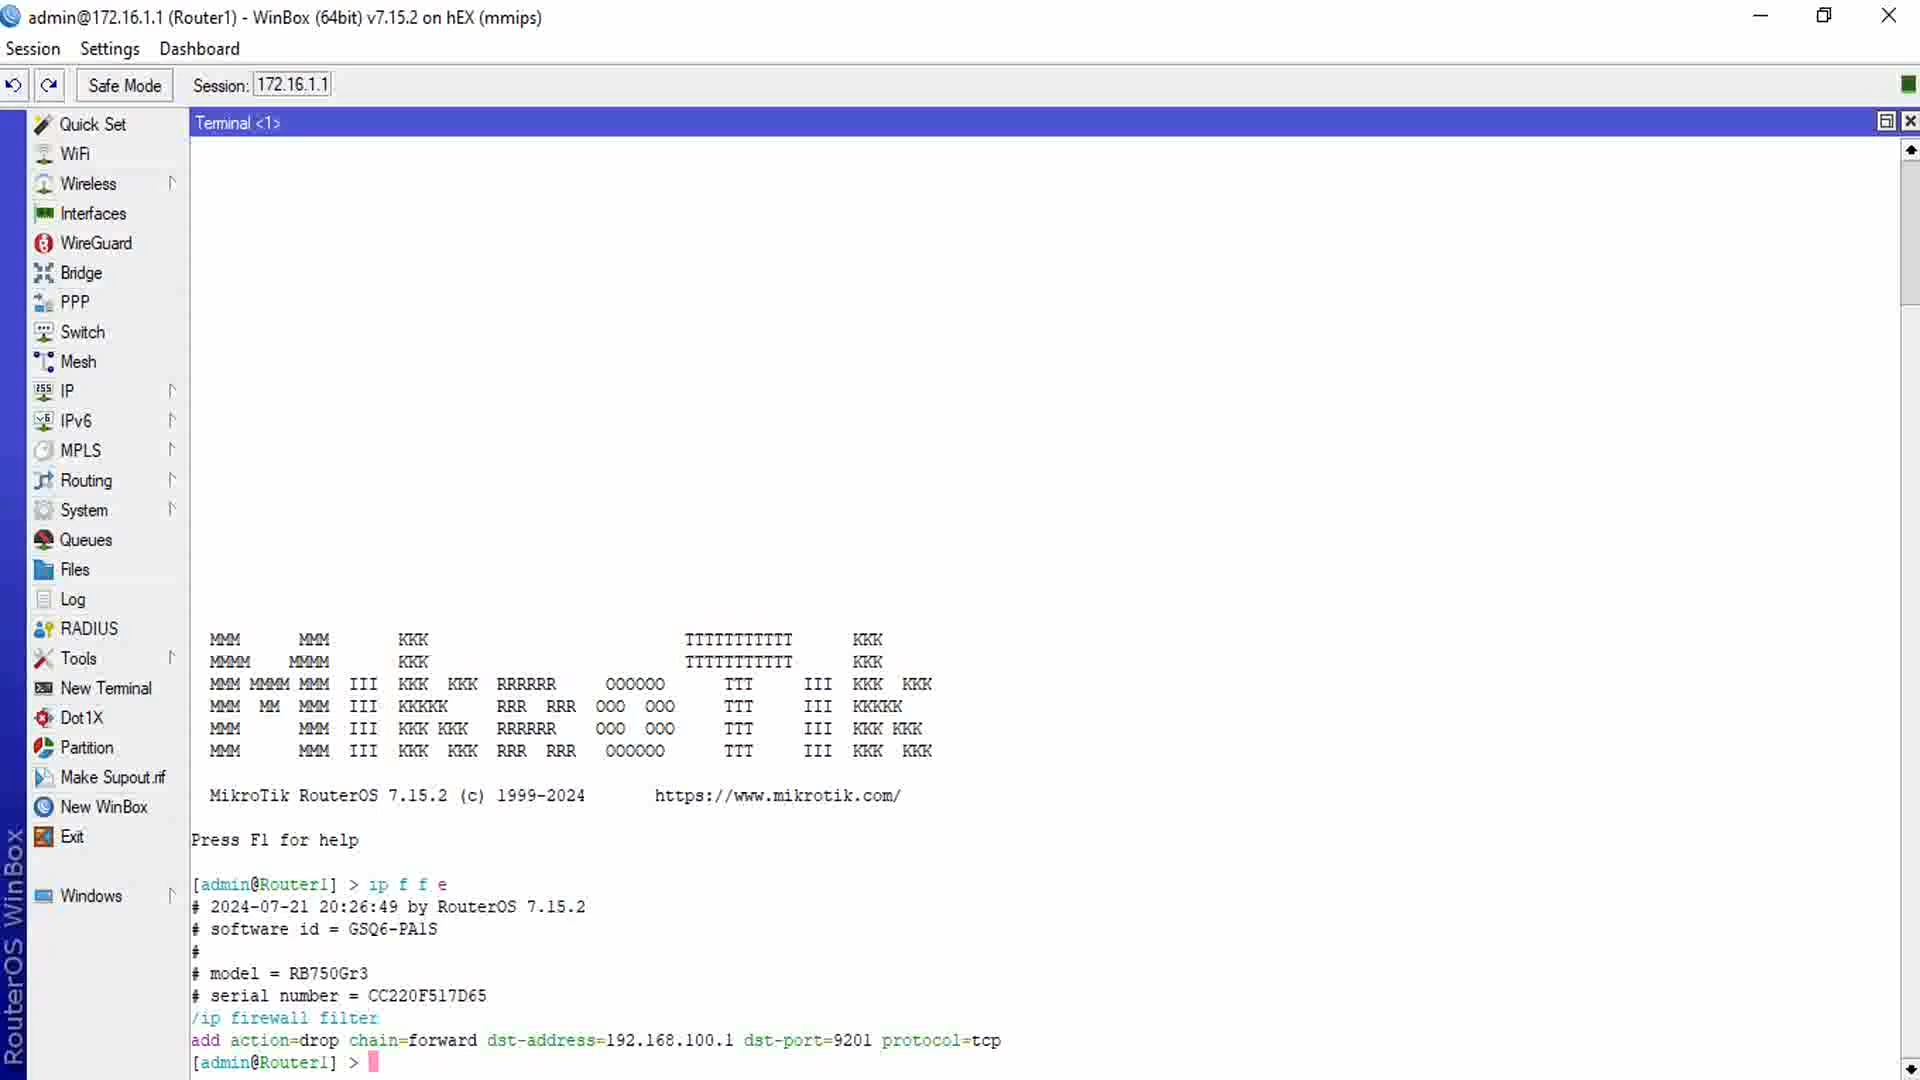 admin@172.16.1.1 (Router1) - WinBox (64bit) v7.15.2 on hEX (mmips)
Session Settings Dashboard
Safe Mode Session: 172.16.1.1
Quick Set
WiFi
Wireless
Interfaces
WireGuard
Bridge
PPP
Switch
Mesh
IP
IPv6
MPLS
Routing
System
Queues
Files
Log
RADIUS
Tools
New Terminal
Dot1X
Partition
Make Supout.rif
New WinBox
Exit
Windows
RouterOS WinBox
Terminal <1>
MMM      MMM       KKK                          TTTTTTTTTTT      KKK
MMMM    MMMM       KKK                          TTTTTTTTTTT      KKK
MMM MMMM MMM  III  KKK  KKK  RRRRRR     OOOOOO      TTT     III  KKK  KKK
MMM  MM  MMM  III  KKKKK     RRR  RRR  OOO  OOO     TTT     III  KKKKK
MMM      MMM  III  KKK KKK   RRRRRR    OOO  OOO     TTT     III  KKK KKK
MMM      MMM  III  KKK  KKK  RRR  RRR   OOOOOO      TTT     III  KKK  KKK
MikroTik RouterOS 7.15.2 (c) 1999-2024       https://www.mikrotik.com/
Press F1 for help
[admin@Router1] > ip f f e
# 2024-07-21 20:26:49 by RouterOS 7.15.2
# software id = GSQ6-PA1S
#
# model = RB750Gr3
# serial number = CC220F517D65
/ip firewall filter
add action=drop chain=forward dst-address=192.168.100.1 dst-port=9201 protocol=tcp
[admin@Router1] >